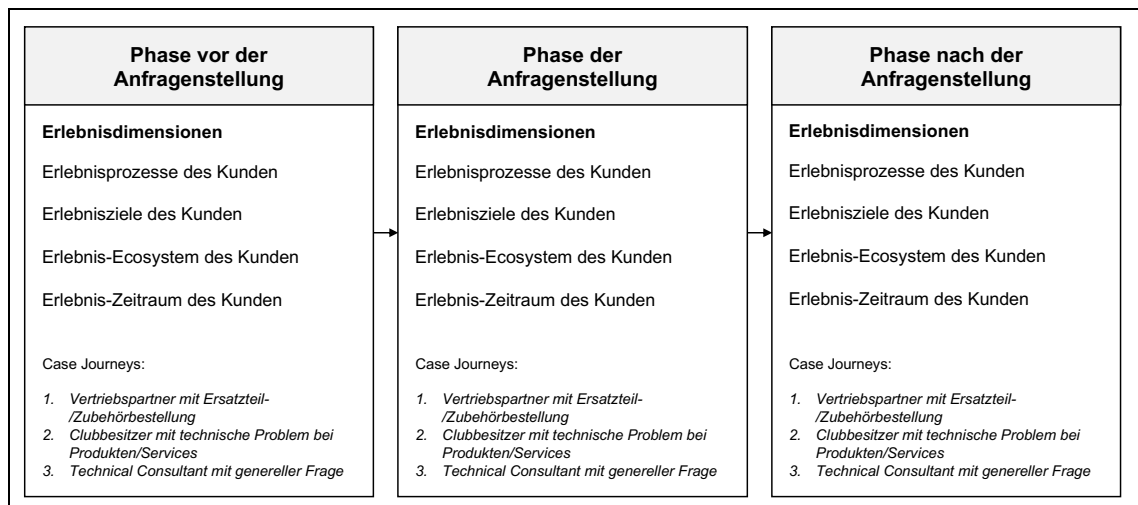 Phase vor der
Anfragenstellung
Erlebnisdimensionen
Erlebnisprozesse des Kunden
Erlebnisziele des Kunden
Erlebnis-Ecosystem des Kunden
Erlebnis-Zeitraum des Kunden
Case Journeys:
1. Vertriebspartner mit Ersatzteil-
/Zubehörbestellung
2. Clubbesitzer mit technische Problem bei
Produkten/Services
3. Technical Consultant mit genereller Frage
Phase der
Anfragenstellung
Erlebnisdimensionen
Erlebnisprozesse des Kunden
Erlebnisziele des Kunden
Erlebnis-Ecosystem des Kunden
Erlebnis-Zeitraum des Kunden
Case Journeys:
1. Vertriebspartner mit Ersatzteil-
/Zubehörbestellung
2. Clubbesitzer mit technische Problem bei
Produkten/Services
3. Technical Consultant mit genereller Frage
Phase nach der
Anfragenstellung
Erlebnisdimensionen
Erlebnisprozesse des Kunden
Erlebnisziele des Kunden
Erlebnis-Ecosystem des Kunden
Erlebnis-Zeitraum des Kunden
Case Journeys:
1. Vertriebspartner mit Ersatzteil-
/Zubehörbestellung
2. Clubbesitzer mit technische Problem bei
Produkten/Services
3. Technical Consultant mit genereller Frage